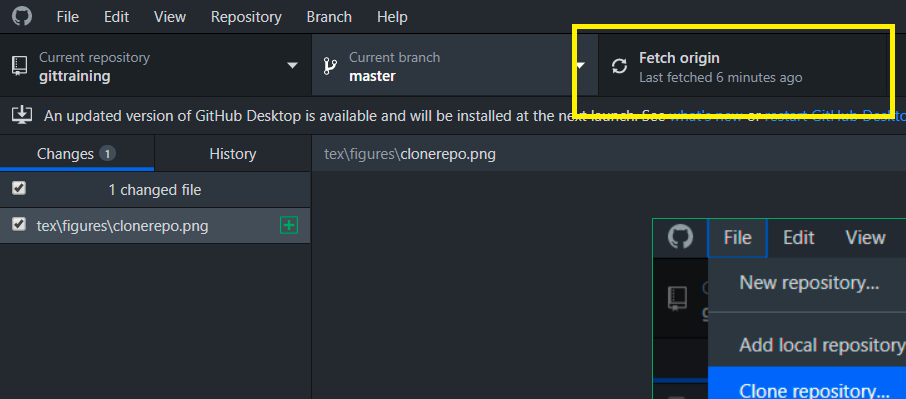 File Edit View Repository Branch Help
Current repository
gittraining
Current branch
master
Fetch origin
Last fetched 6 minutes ago
An updated version of GitHub Desktop is available and will be installed at the next launch. See what's new or restart GitHub Deskto
Changes 1
History
tex\figures\clonerepo.png
1 changed file
tex\figures\clonerepo.png
File Edit View
New repository...
Add local repository
Clone repository...